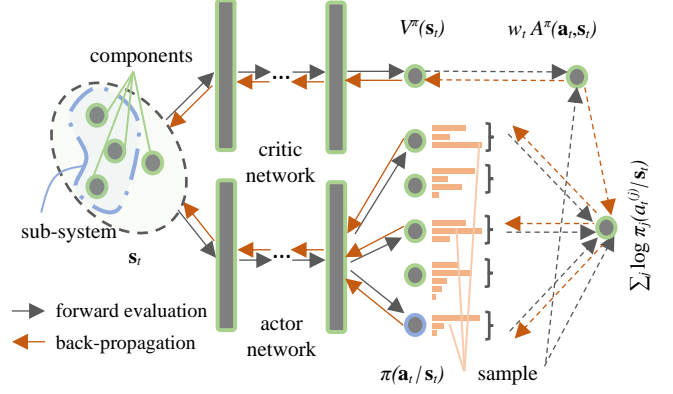 V^π(s_t)
w_t A^π(a_t,s_t)
components
...
critic
network
sub-system
s_t
...
∑_j log π_j(a_t^(j)/s_t)
forward evaluation
back-propagation
actor
network
π(a_t/s_t)
sample